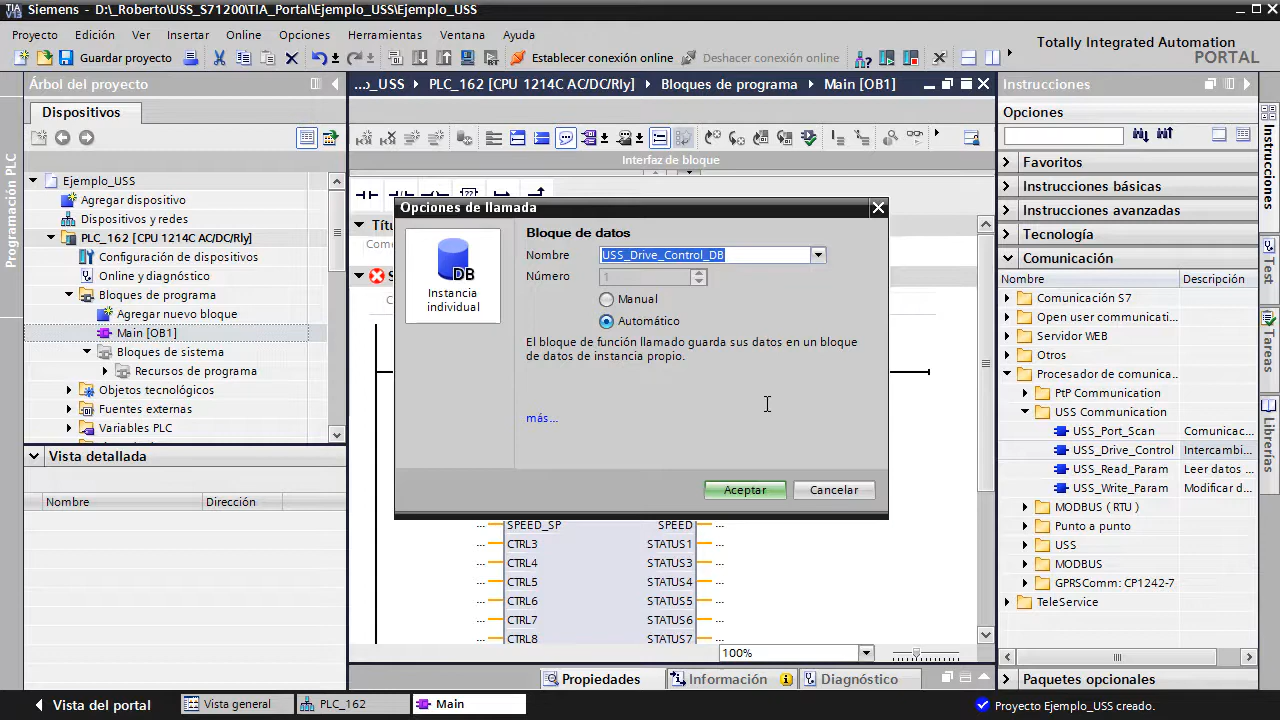 TIA V13 Siemens - D:\_Roberto\USS_S71200\TIA_Portal\Ejemplo_USS\Ejemplo_USS
Proyecto Edición Ver Insertar Online Opciones Herramientas Ventana Ayuda
Totally Integrated Automation
PORTAL
Guardar proyecto Establecer conexión online Deshacer conexión online
Árbol del proyecto
...o_USS PLC_162 [CPU 1214C AC/DC/Rly] Bloques de programa Main [OB1]
Instrucciones
Dispositivos
Opciones
Interfaz de bloque
Programación PLC
Ejemplo_USS
Agregar dispositivo
Dispositivos y redes
PLC_162 [CPU 1214C AC/DC/Rly]
Configuración de dispositivos
Online y diagnóstico
Bloques de programa
Agregar nuevo bloque
Main [OB1]
Bloques de sistema
Recursos de programa
Objetos tecnológicos
Fuentes externas
Variables PLC
Vista detallada
Nombre Dirección
Opciones de llamada
DB
Instancia
individual
Bloque de datos
Nombre USS_Drive_Control_DB
Número 1
Manual
Automático
El bloque de función llamado guarda sus datos en un bloque
de datos de instancia propio.
más...
Aceptar Cancelar
... SPEED_SP SPEED ...
... CTRL3 STATUS1 ...
... CTRL4 STATUS3 ...
... CTRL5 STATUS4 ...
... CTRL6 STATUS5 ...
... CTRL7 STATUS6 ...
... CTRL8 STATUS7 ...
100%
Propiedades Información Diagnóstico
Favoritos
Instrucciones básicas
Instrucciones avanzadas
Tecnología
Comunicación
Nombre Descripción
Comunicación S7
Open user communicati...
Servidor WEB
Otros
Procesador de comunica...
PtP Communication
USS Communication
USS_Port_Scan Comunicac...
USS_Drive_Control Intercambi...
USS_Read_Param Leer datos ...
USS_Write_Param Modificar d...
MODBUS ( RTU )
Punto a punto
USS
MODBUS
GPRSComm: CP1242-7
TeleService
Paquetes opcionales
Instrucciones
Test
Tareas
Librerías
Vista del portal Vista general PLC_162 Main
Proyecto Ejemplo_USS creado.